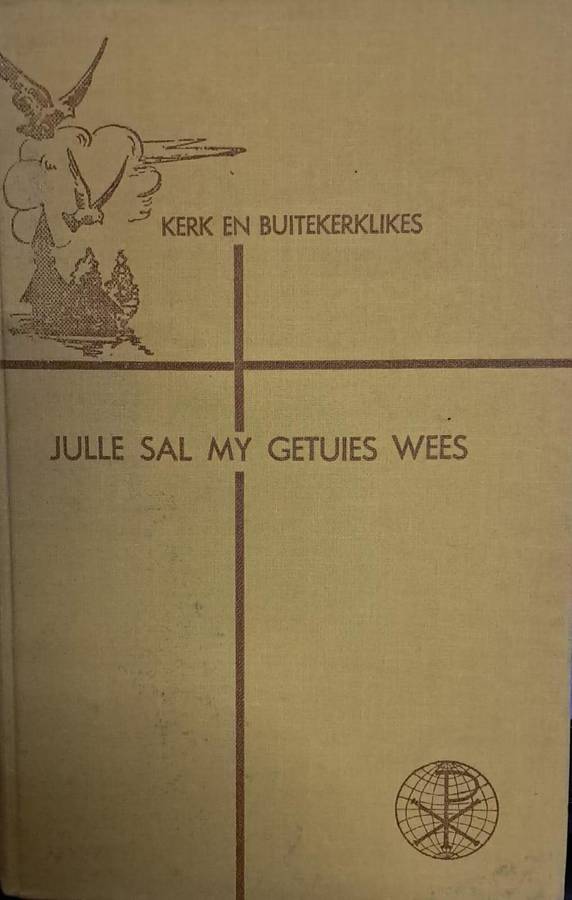 KERK EN BUITEKERKLIKES
JULLE SAL MY GETUIES WEES